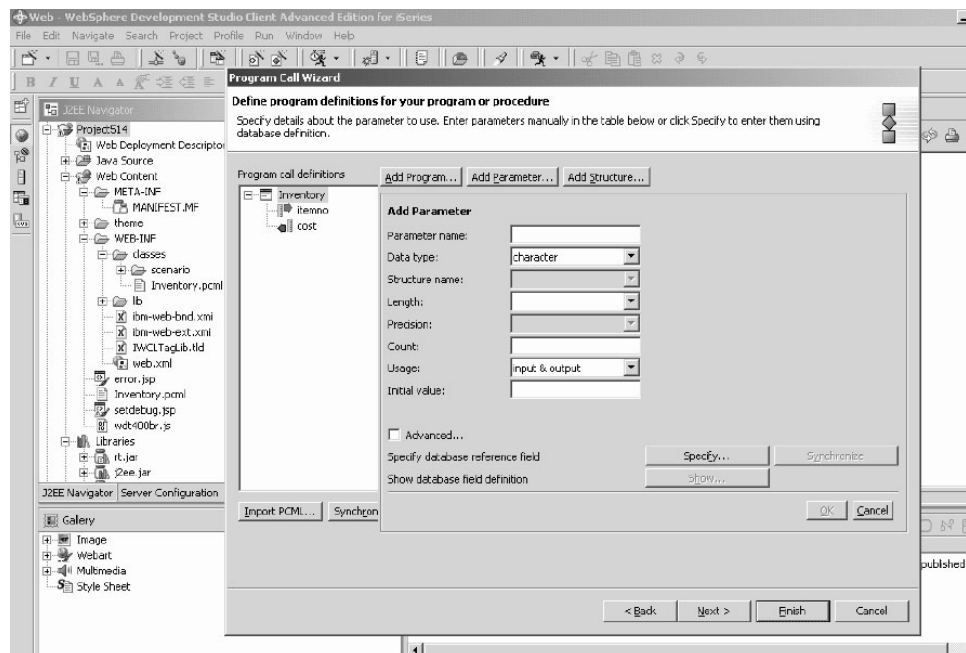 Web - WebSphere Development Studio Client Advanced Edition for iSeries
File Edit Navigate Search Project Profile Run Window Help
B I U A A
J2EE Navigator
Project514
Web Deployment Descriptor
Java Source
Web Content
META-INF
MANIFEST.MF
theme
WEB-INF
classes
scenario
Inventory.pcml
lib
ibm-web-bnd.xmi
ibm-web-ext.xmi
IWCLTagLib.tld
web.xml
error.jsp
Inventory.pcml
setdebug.jsp
wdt400br.js
Libraries
rt.jar
j2ee.jar
J2EE Navigator Server Configuration
Galery
Image
Webart
Multimedia
Style Sheet
Program Call Wizard
Define program definitions for your program or procedure
Specify details about the parameter to use. Enter parameters manually in the table below or click Specify to enter them using
database definition.
Program call definitions
Add Program... Add Parameter... Add Structure...
Inventory
itemno
cost
Add Parameter
Parameter name:
Data type: character
Structure name:
Length:
Precision:
Count:
Usage: input & output
Initial value:
Advanced...
Specify database reference field Specify... Synchronize
Show database field definition Show...
Import PCML... Synchron
OK Cancel
< Back Next > Finish Cancel
published